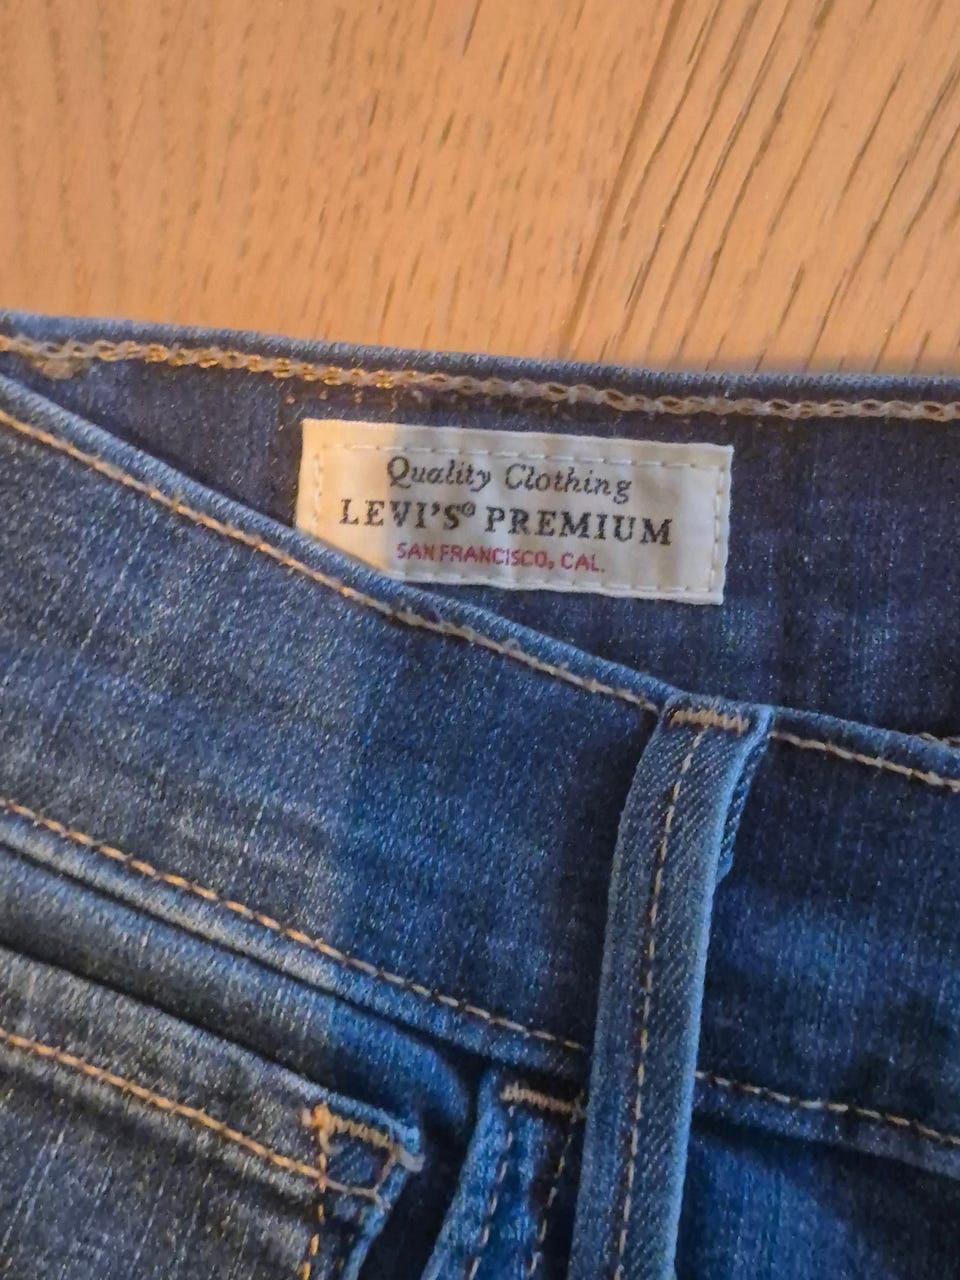 Quality Clothing
LEVI'S® PREMIUM
SAN FRANCISCO, CAL.